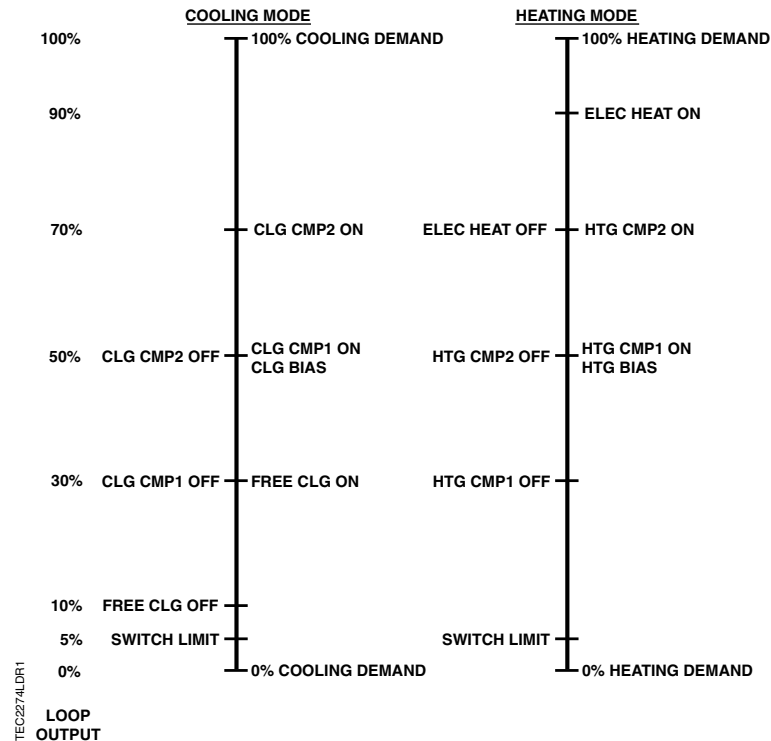 COOLING MODE HEATING MODE
100% 100% COOLING DEMAND 100% HEATING DEMAND
90% ELEC HEAT ON
70% CLG CMP2 ON ELEC HEAT OFF HTG CMP2 ON
50% CLG CMP2 OFF CLG CMP1 ON HTG CMP2 OFF HTG CMP1 ON
CLG BIAS HTG BIAS
30% CLG CMP1 OFF FREE CLG ON HTG CMP1 OFF
10% FREE CLG OFF
5% SWITCH LIMIT SWITCH LIMIT
0% 0% COOLING DEMAND 0% HEATING DEMAND
LOOP
OUTPUT
TEC2274LDR1